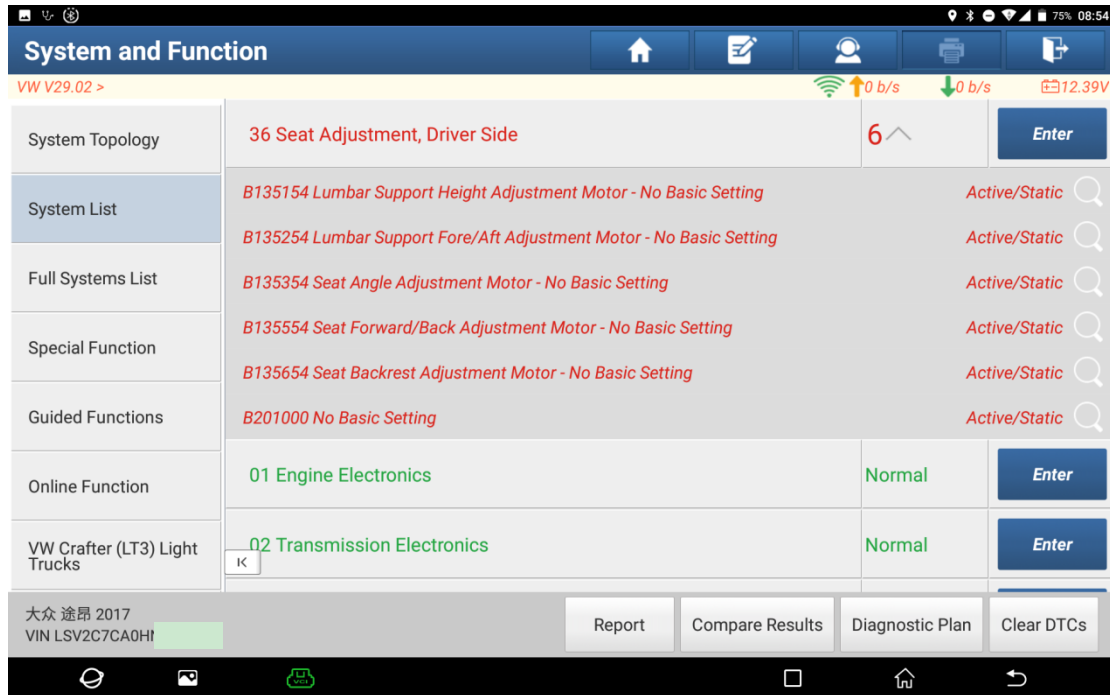 75% 08:54
System and Function
VW V29.02 >
0 b/s
0 b/s
12.39V
System Topology
36 Seat Adjustment, Driver Side
6
Enter
B135154 Lumbar Support Height Adjustment Motor - No Basic Setting
Active/Static
System List
B135254 Lumbar Support Fore/Aft Adjustment Motor - No Basic Setting
Active/Static
Full Systems List
B135354 Seat Angle Adjustment Motor - No Basic Setting
Active/Static
B135554 Seat Forward/Back Adjustment Motor - No Basic Setting
Active/Static
Special Function
B135654 Seat Backrest Adjustment Motor - No Basic Setting
Active/Static
Guided Functions
B201000 No Basic Setting
Active/Static
Online Function
01 Engine Electronics
Normal
Enter
VW Crafter (LT3) Light
Trucks
02 Transmission Electronics
Normal
Enter
大众 途昂 2017
VIN LSV2C7CA0H
Report
Compare Results
Diagnostic Plan
Clear DTCs
VCI